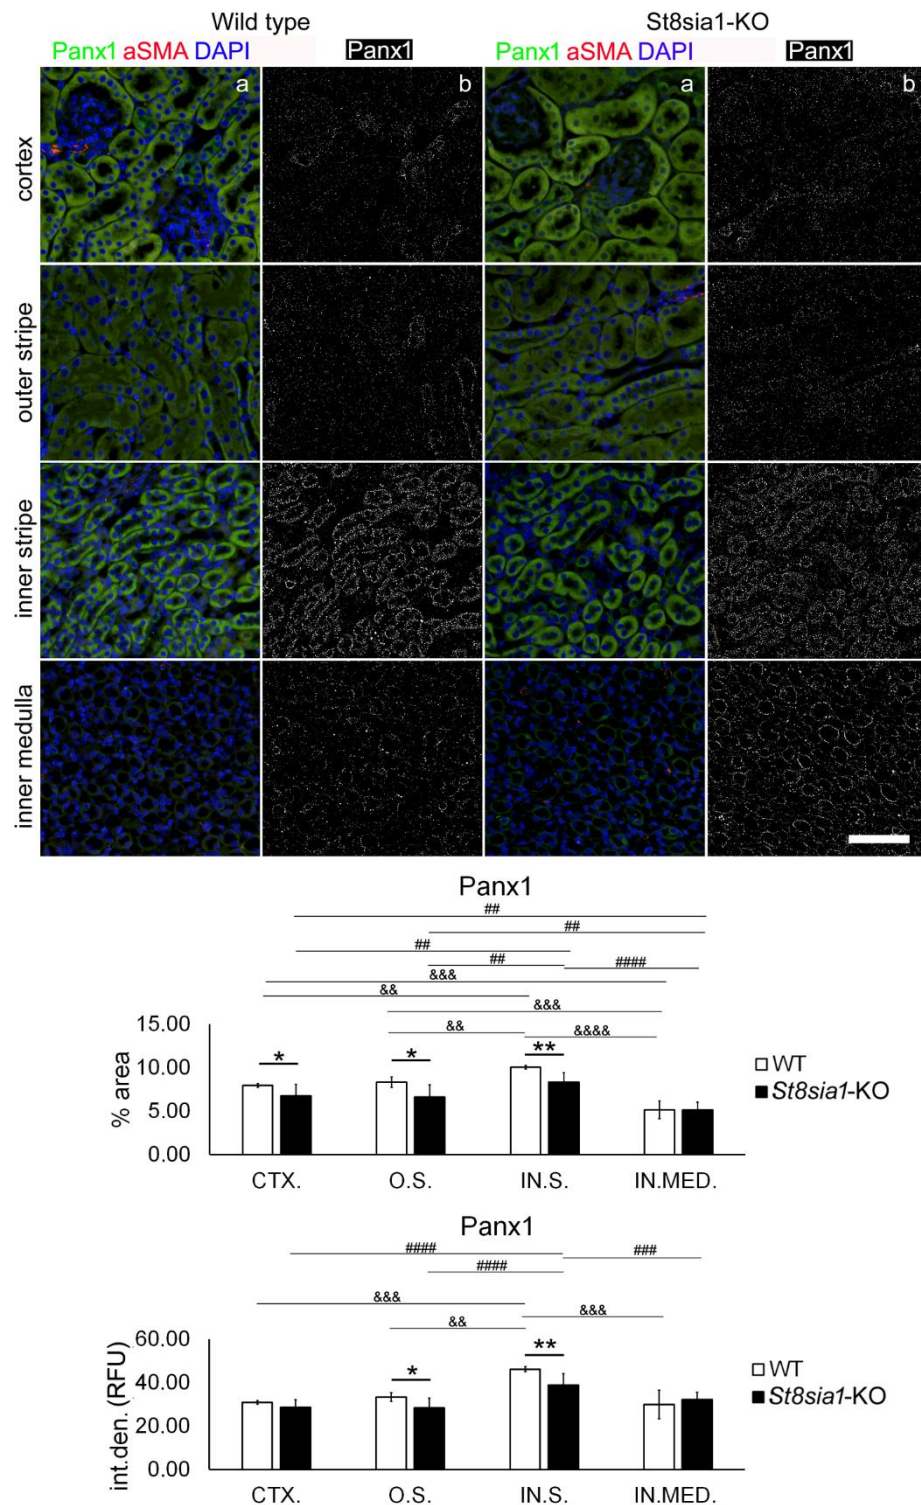 Wild type St8sia1-KO
Panx1 aSMA DAPI Panx1 Panx1 aSMA DAPI Panx1
cortex a b a b
outer stripe
inner stripe
inner medulla
Panx1
##
##
##
## ####
&&&
&&
&&&
&& &&&&
% area
15.00
10.00
5.00
0.00
* * **
WT
St8sia1-KO
CTX. O.S. IN.S. IN.MED.
Panx1
#### ###
####
&&& &&&
&&
int.den. (RFU)
60.00
40.00
20.00
0.00
* **
WT
St8sia1-KO
CTX. O.S. IN.S. IN.MED.